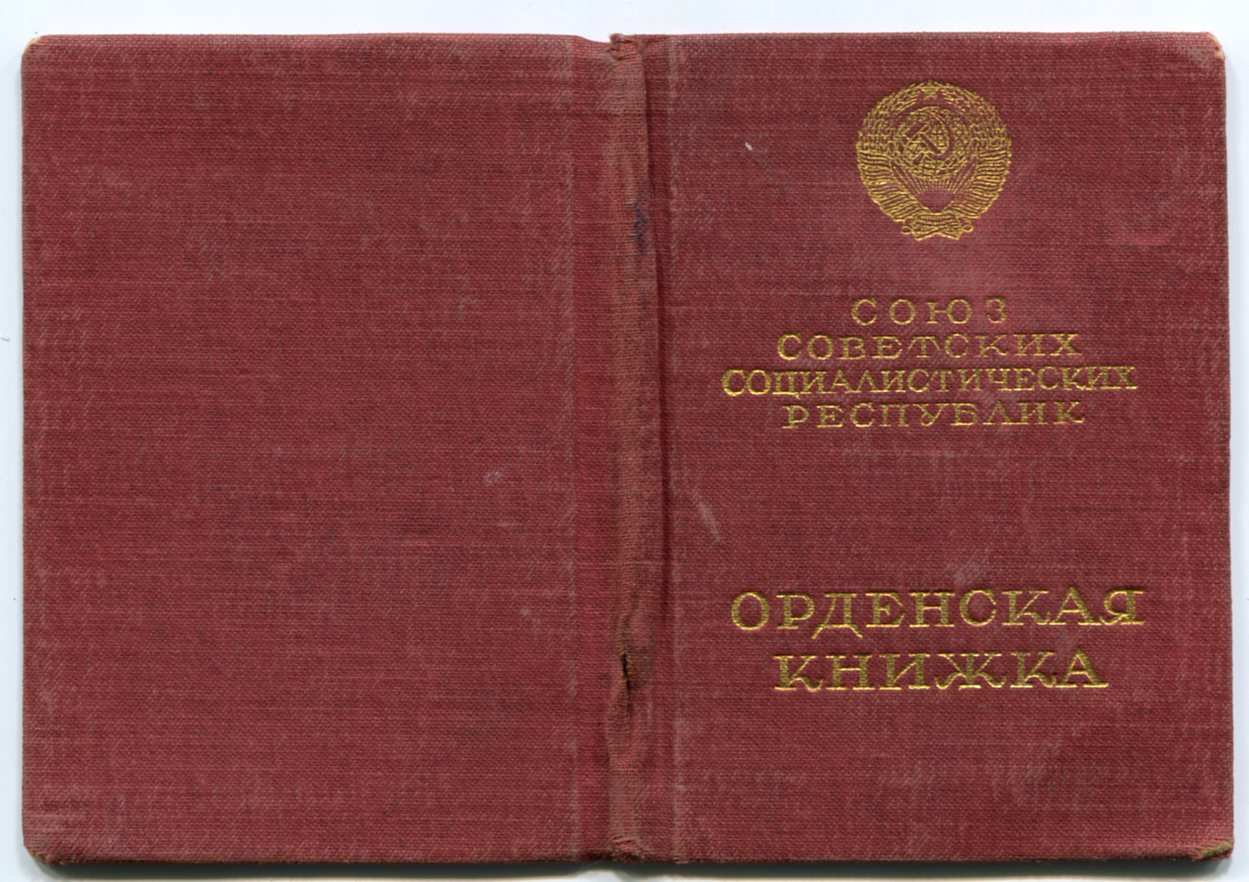 СОЮЗ
СОВЕТСКИХ
СОЦИАЛИСТИЧЕСКИХ
РЕСПУБЛИК
ОРДЕНСКАЯ
КНИЖКА